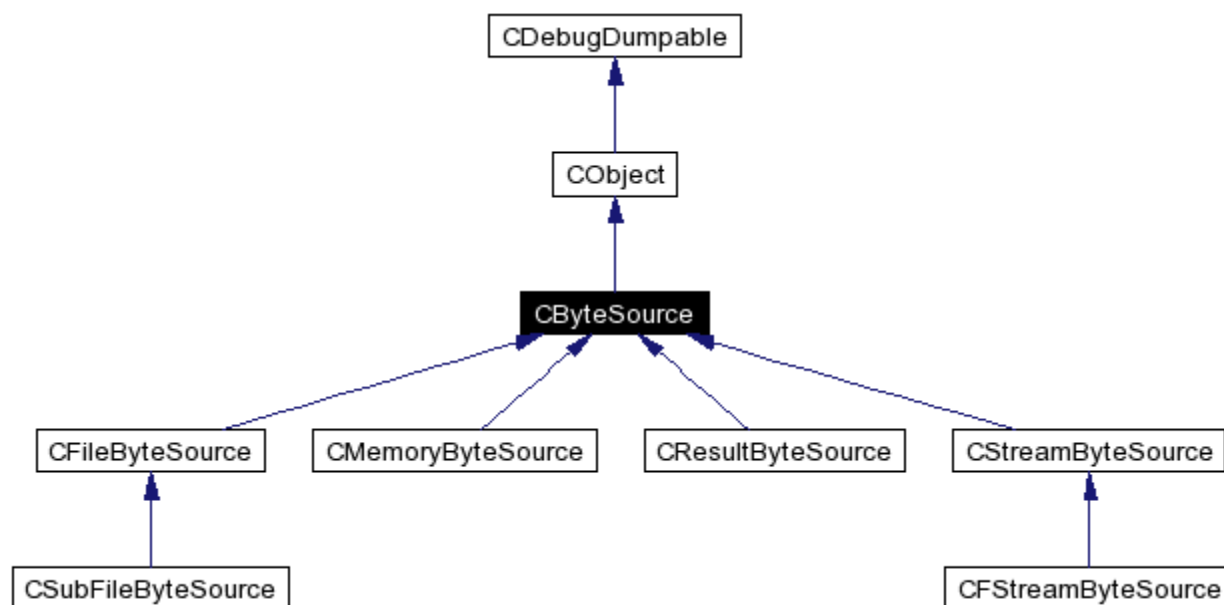 CDebugDumpable
CObject
CByteSource
CFileByteSource
CMemoryByteSource
CResultByteSource
CStreamByteSource
CSubFileByteSource
CFStreamByteSource